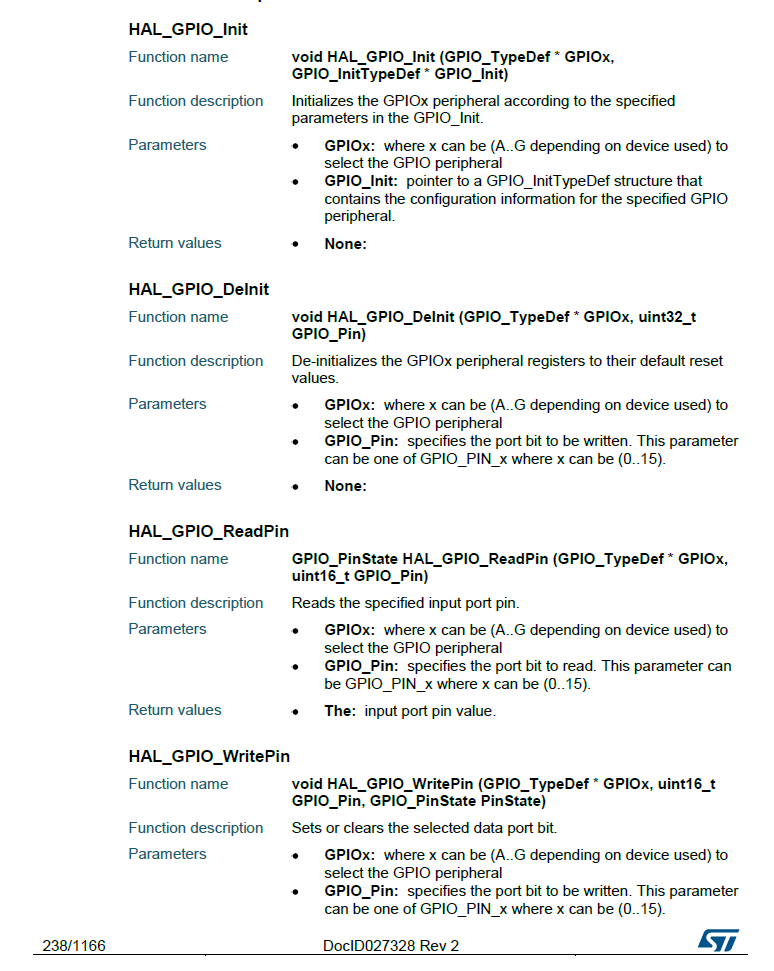 HAL_GPIO_Init
Function name void HAL_GPIO_Init (GPIO_TypeDef * GPIOx,
GPIO_InitTypeDef * GPIO_Init)
Function description Initializes the GPIOx peripheral according to the specified
parameters in the GPIO_Init.
Parameters • GPIOx: where x can be (A..G depending on device used) to
select the GPIO peripheral
• GPIO_Init: pointer to a GPIO_InitTypeDef structure that
contains the configuration information for the specified GPIO
peripheral.
Return values • None:
HAL_GPIO_DeInit
Function name void HAL_GPIO_DeInit (GPIO_TypeDef * GPIOx, uint32_t
GPIO_Pin)
Function description De-initializes the GPIOx peripheral registers to their default reset
values.
Parameters • GPIOx: where x can be (A..G depending on device used) to
select the GPIO peripheral
• GPIO_Pin: specifies the port bit to be written. This parameter
can be one of GPIO_PIN_x where x can be (0..15).
Return values • None:
HAL_GPIO_ReadPin
Function name GPIO_PinState HAL_GPIO_ReadPin (GPIO_TypeDef * GPIOx,
uint16_t GPIO_Pin)
Function description Reads the specified input port pin.
Parameters • GPIOx: where x can be (A..G depending on device used) to
select the GPIO peripheral
• GPIO_Pin: specifies the port bit to read. This parameter can
be GPIO_PIN_x where x can be (0..15).
Return values • The: input port pin value.
HAL_GPIO_WritePin
Function name void HAL_GPIO_WritePin (GPIO_TypeDef * GPIOx, uint16_t
GPIO_Pin, GPIO_PinState PinState)
Function description Sets or clears the selected data port bit.
Parameters • GPIOx: where x can be (A..G depending on device used) to
select the GPIO peripheral
• GPIO_Pin: specifies the port bit to be written. This parameter
can be one of GPIO_PIN_x where x can be (0..15).
238/1166 DocID027328 Rev 2 ST